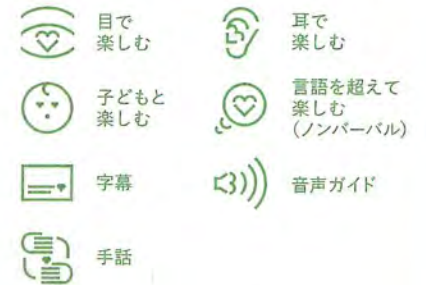 目で
楽しむ
耳で
楽しむ
子どもと
楽しむ
言語を超えて
楽しむ
(ノンバーバル)
字幕
音声ガイド
手話